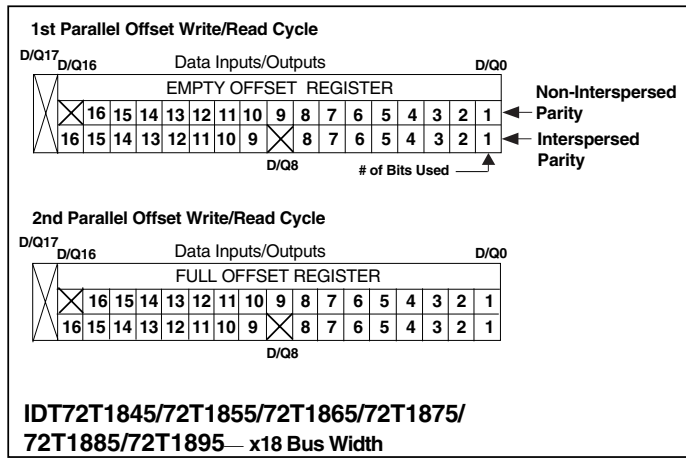 1st Parallel Offset Write/Read Cycle
D/Q17
D/Q16 Data Inputs/Outputs D/Q0
EMPTY OFFSET REGISTER
16 15 14 13 12 11 10 9 8 7 6 5 4 3 2 1 Non-Interspersed Parity
16 15 14 13 12 11 10 9 8 7 6 5 4 3 2 1 Interspersed Parity
D/Q8
# of Bits Used
2nd Parallel Offset Write/Read Cycle
D/Q17
D/Q16 Data Inputs/Outputs D/Q0
FULL OFFSET REGISTER
16 15 14 13 12 11 10 9 8 7 6 5 4 3 2 1
16 15 14 13 12 11 10 9 8 7 6 5 4 3 2 1
D/Q8
IDT72T1845/72T1855/72T1865/72T1875/
72T1885/72T1895— x18 Bus Width